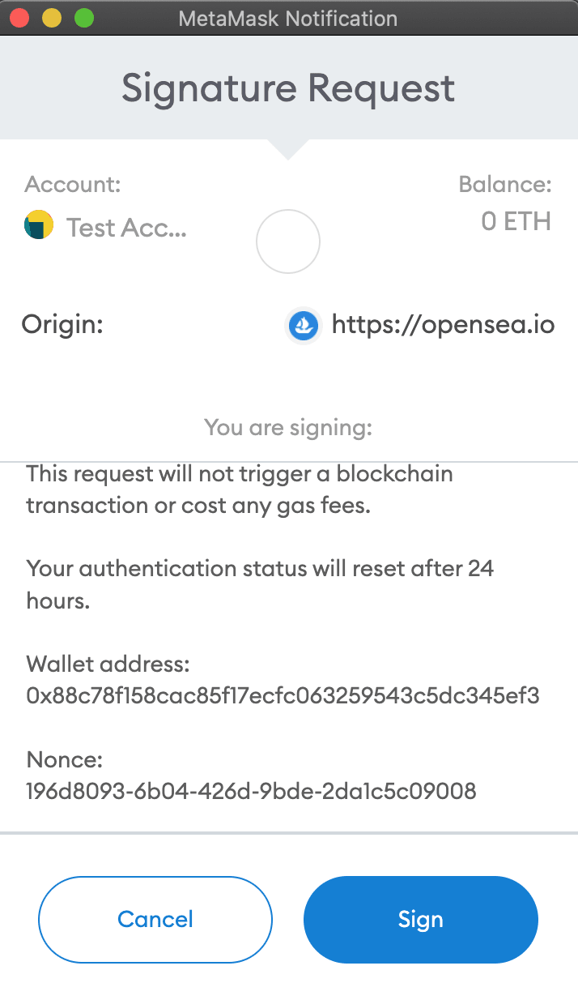 MetaMask Notification
Signature Request
Account:
Balance:
Test Acc...
0 ETH
Origin:
https://opensea.io
You are signing:
This request will not trigger a blockchain
transaction or cost any gas fees.
Your authentication status will reset after 24
hours.
Wallet address:
0x88c78f158cac85f17ecfc063259543c5dc345ef3
Nonce:
196d8093-6b04-426d-9bde-2da1c5c09008
Cancel
Sign